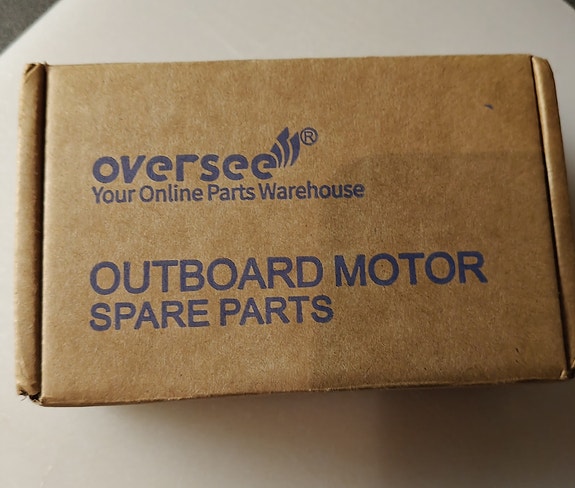 oversee®
Your Online Parts Warehouse
OUTBOARD MOTOR
SPARE PARTS